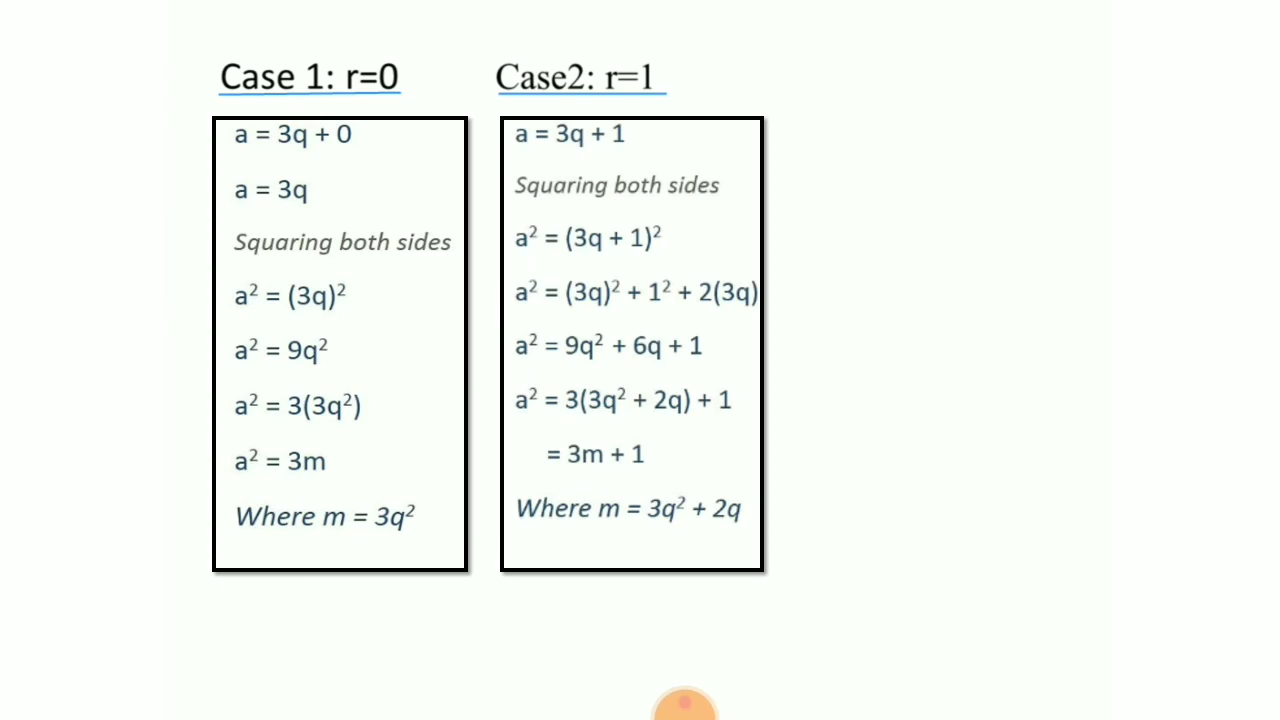 Case 1: r=0
a = 3q + 0
a = 3q
Squaring both sides
a² = (3q)²
a² = 9q²
a² = 3(3q²)
a² = 3m
Where m = 3q²
Case2: r=1
a = 3q + 1
Squaring both sides
a² = (3q + 1)²
a² = (3q)² + 1² + 2(3q)
a² = 9q² + 6q + 1
a² = 3(3q² + 2q) + 1
= 3m + 1
Where m = 3q² + 2q